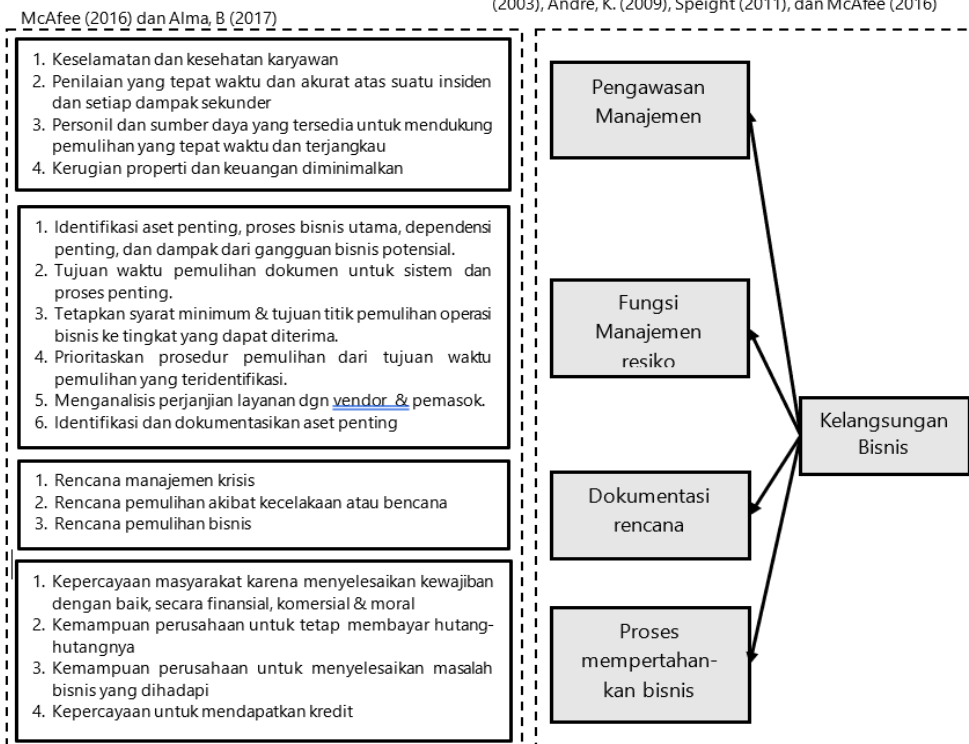 (2003), Andre, K. (2009), Speight (2011), dan McAfee (2016)
McAfee (2016) dan Alma, B (2017)
1. Keselamatan dan kesehatan karyawan
2. Penilaian yang tepat waktu dan akurat atas suatu insiden
dan setiap dampak sekunder
3. Personil dan sumber daya yang tersedia untuk mendukung
pemulihan yang tepat waktu dan terjangkau
4. Kerugian properti dan keuangan diminimalkan
1. Identifikasi aset penting, proses bisnis utama, dependensi
penting, dan dampak dari gangguan bisnis potensial.
2. Tujuan waktu pemulihan dokumen untuk sistem dan
proses penting.
3. Tetapkan syarat minimum & tujuan titik pemulihan operasi
bisnis ke tingkat yang dapat diterima.
4. Prioritaskan prosedur pemulihan dari tujuan waktu
pemulihan yang teridentifikasi.
5. Menganalisis perjanjian layanan dgn vendor & pemasok.
6. Identifikasi dan dokumentasikan aset penting
1. Rencana manajemen krisis
2. Rencana pemulihan akibat kecelakaan atau bencana
3. Rencana pemulihan bisnis
1. Kepercayaan masyarakat karena menyelesaikan kewajiban
dengan baik, secara finansial, komersial & moral
2. Kemampuan perusahaan untuk tetap membayar hutang-
hutangnya
3. Kemampuan perusahaan untuk menyelesaikan masalah
bisnis yang dihadapi
4. Kepercayaan untuk mendapatkan kredit
Pengawasan
Manajemen
Fungsi
Manajemen
resiko
Dokumentasi
rencana
Proses
mempertahan-
kan bisnis
Kelangsungan
Bisnis